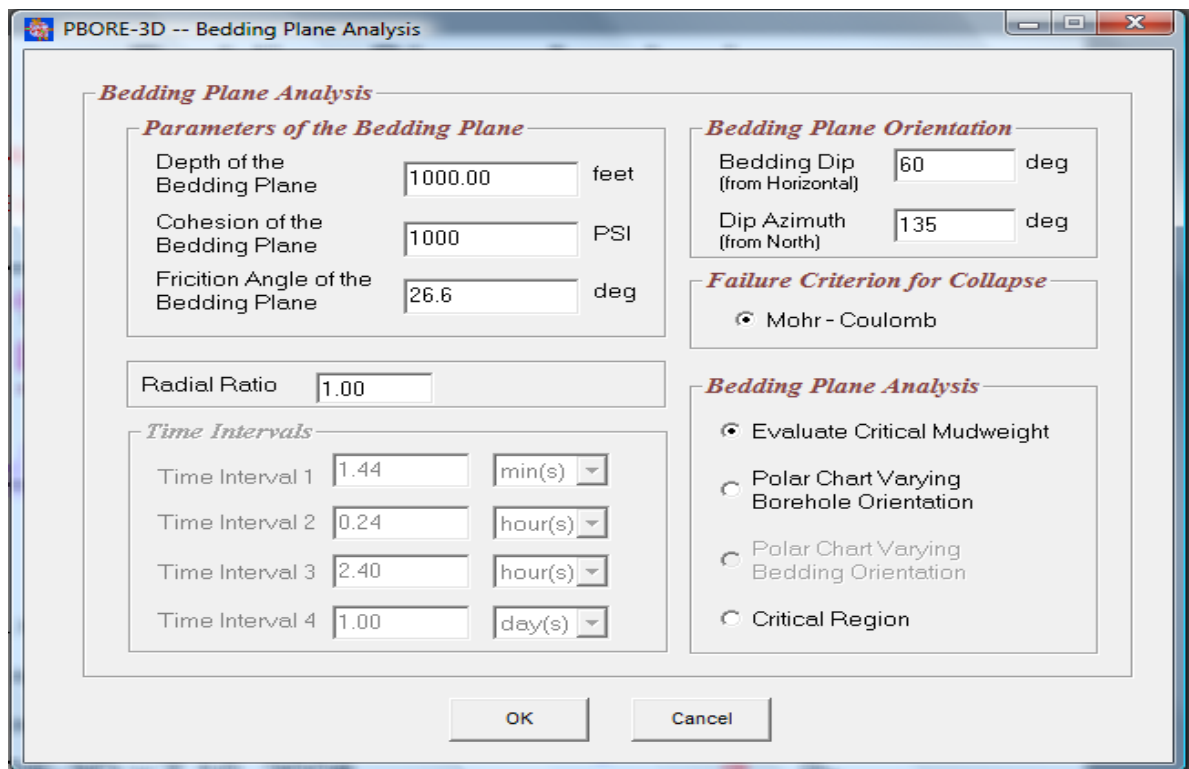 PBORE-3D -- Bedding Plane Analysis
Bedding Plane Analysis
Parameters of the Bedding Plane
Depth of the
Bedding Plane
1000.00
feet
Cohesion of the
Bedding Plane
1000
PSI
Fricition Angle of the
Bedding Plane
26.6
deg
Radial Ratio
1.00
Time Intervals
Time Interval 1
1.44
min(s)
Time Interval 2
0.24
hour(s)
Time Interval 3
2.40
hour(s)
Time Interval 4
1.00
day(s)
Bedding Plane Orientation
Bedding Dip
(from Horizontal)
60
deg
Dip Azimuth
(from North)
135
deg
Failure Criterion for Collapse
Mohr - Coulomb
Bedding Plane Analysis
Evaluate Critical Mudweight
Polar Chart Varying
Borehole Orientation
Polar Chart Varying
Bedding Orientation
Critical Region
OK
Cancel